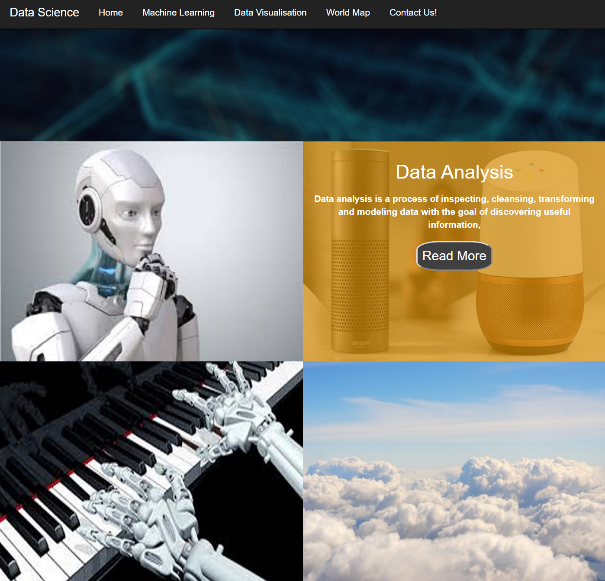 Data Science Home Machine Learning Data Visualisation World Map Contact Us!
Data Analysis
Data analysis is a process of inspecting, cleansing, transforming
and modeling data with the goal of discovering useful
information,
Read More